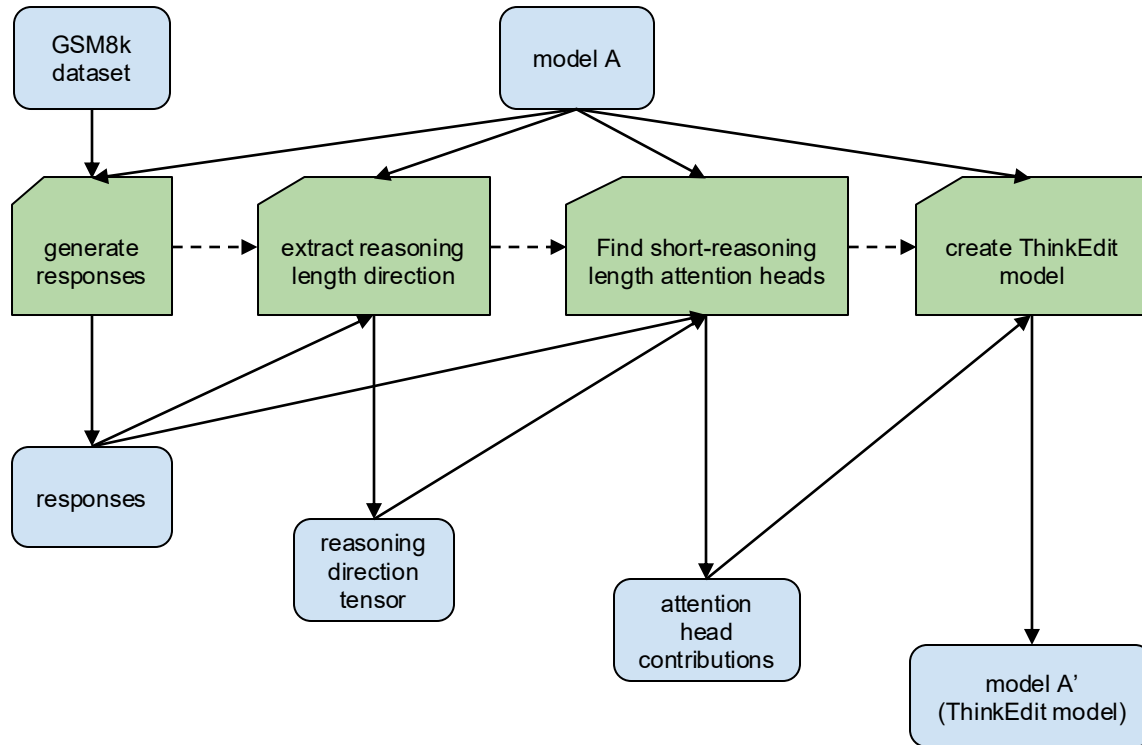 GSM8k
dataset
model A
generate
responses
extract reasoning
length direction
Find short-reasoning
length attention heads
create ThinkEdit
model
responses
reasoning
direction
tensor
attention
head
contributions
model A’
(ThinkEdit model)